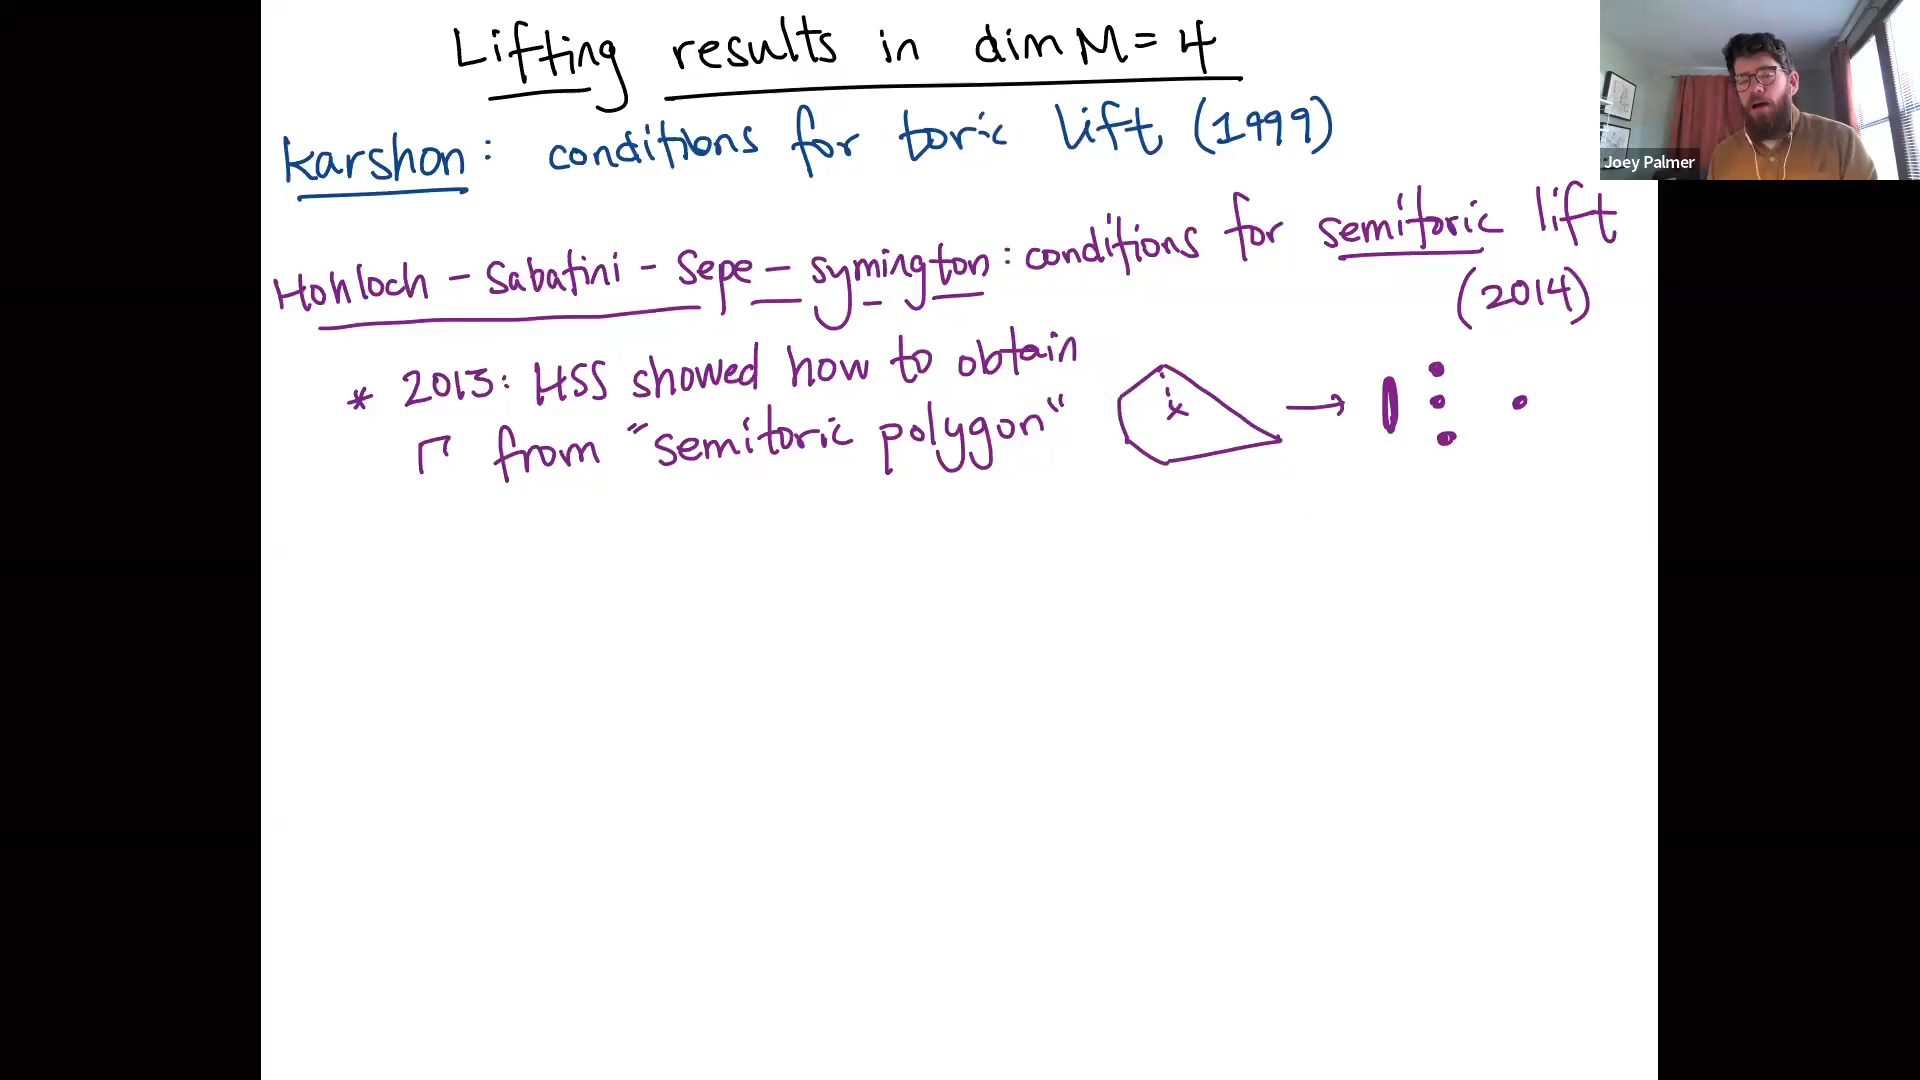 Lifting results in dim M = 4
Joey Palmer
Karshon: conditions for toric lift (1999)
Hohloch - Sabatini - Sepe - Symington: conditions for semitoric lift
(2014)
* 2013: HSS showed how to obtain
Γ from "semitoric polygon"